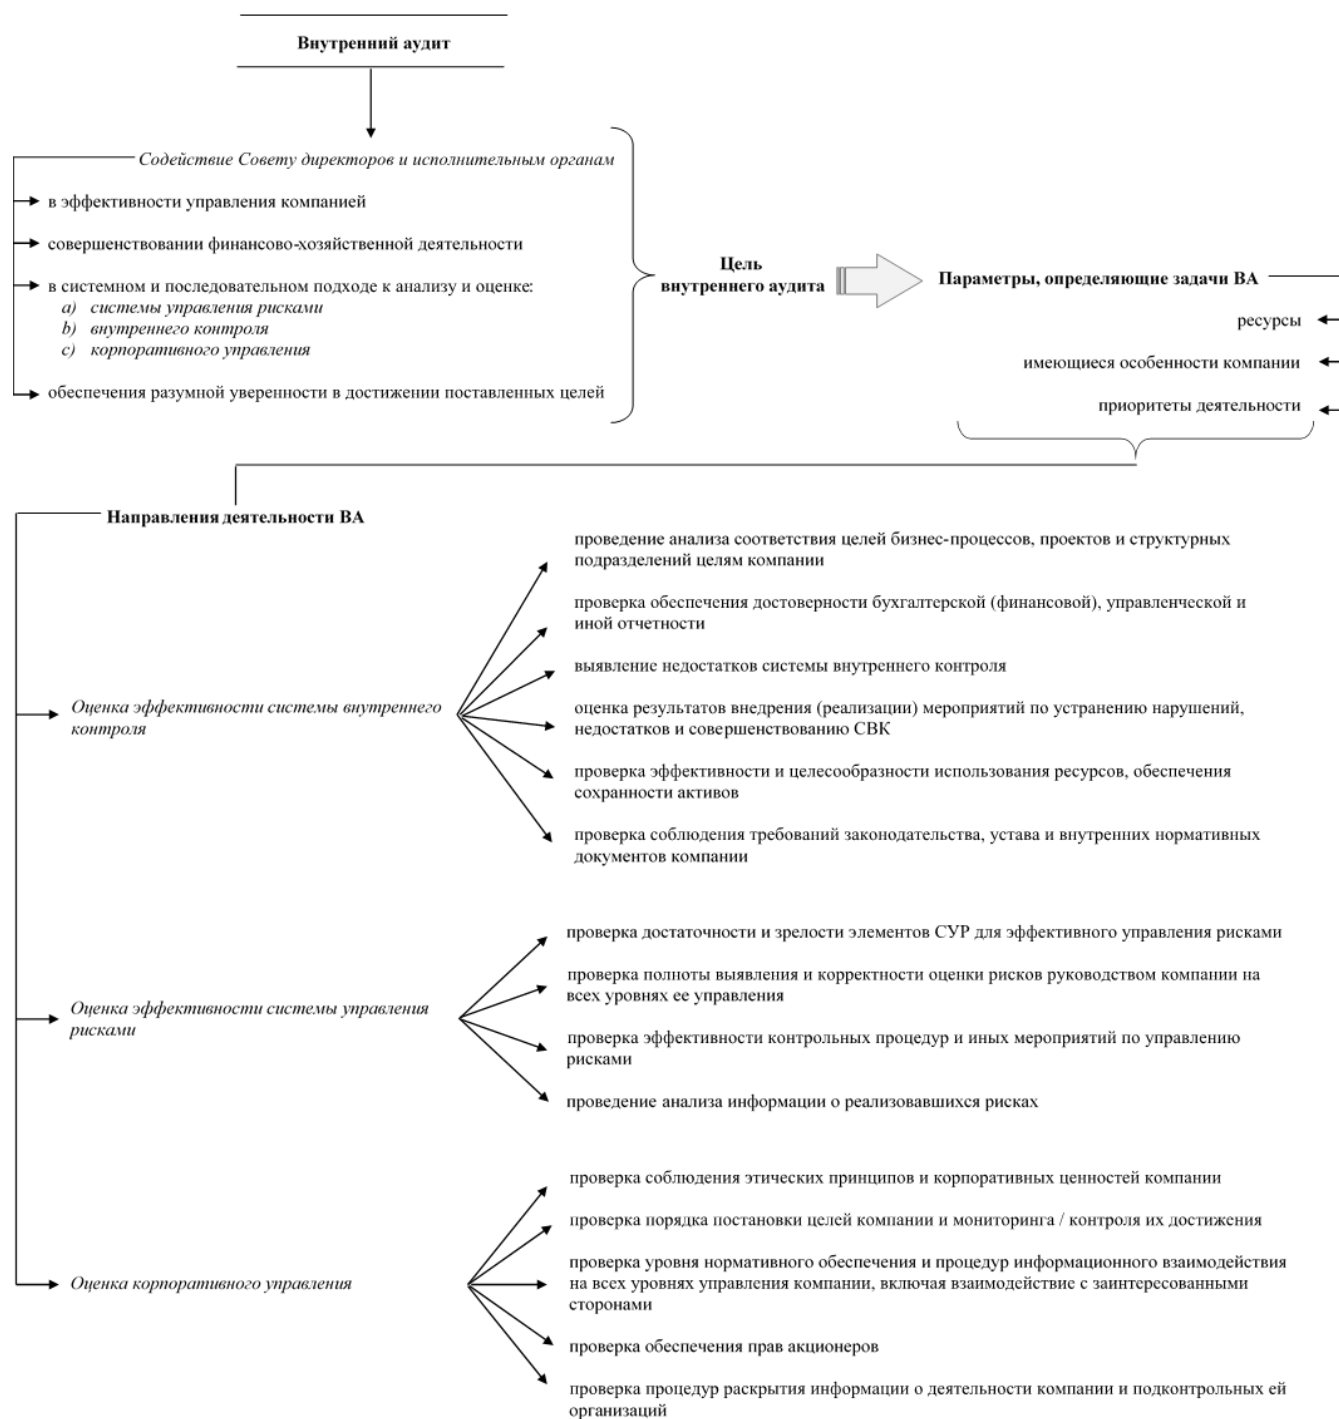 Внутренний аудит
Содействие Совету директоров и исполнительным органам
в эффективности управления компанией
совершенствовании финансово-хозяйственной деятельности
в системном и последовательном подходе к анализу и оценке:
a) системы управления рисками
b) внутреннего контроля
c) корпоративного управления
обеспечения разумной уверенности в достижении поставленных целей
Цель
внутреннего аудита
Параметры, определяющие задачи ВА
ресурсы
имеющиеся особенности компании
приоритеты деятельности
Направления деятельности ВА
Оценка эффективности системы внутреннего
контроля
проведение анализа соответствия целей бизнес-процессов, проектов и структурных
подразделений целям компании
проверка обеспечения достоверности бухгалтерской (финансовой), управленческой и
иной отчетности
выявление недостатков системы внутреннего контроля
оценка результатов внедрения (реализации) мероприятий по устранению нарушений,
недостатков и совершенствованию СВК
проверка эффективности и целесообразности использования ресурсов, обеспечения
сохранности активов
проверка соблюдения требований законодательства, устава и внутренних нормативных
документов компании
Оценка эффективности системы управления
рисками
проверка достаточности и зрелости элементов СУР для эффективного управления рисками
проверка полноты выявления и корректности оценки рисков руководством компании на
всех уровнях ее управления
проверка эффективности контрольных процедур и иных мероприятий по управлению
рисками
проведение анализа информации о реализовавшихся рисках
Оценка корпоративного управления
проверка соблюдения этических принципов и корпоративных ценностей компании
проверка порядка постановки целей компании и мониторинга / контроля их достижения
проверка уровня нормативного обеспечения и процедур информационного взаимодействия
на всех уровнях управления компании, включая взаимодействие с заинтересованными
сторонами
проверка обеспечения прав акционеров
проверка процедур раскрытия информации о деятельности компании и подконтрольных ей
организаций